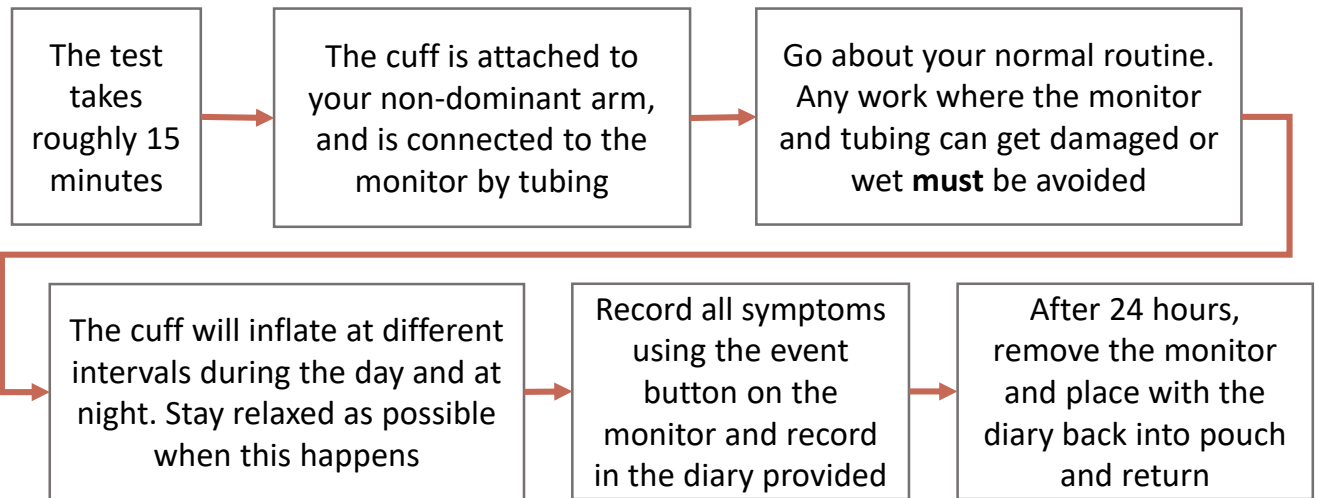 The test
takes
roughly 15
minutes
The cuff is attached to
your non-dominant arm,
and is connected to the
monitor by tubing
Go about your normal routine.
Any work where the monitor
and tubing can get damaged or
wet must be avoided
The cuff will inflate at different
intervals during the day and at
night. Stay relaxed as possible
when this happens
Record all symptoms
using the event
button on the
monitor and record
in the diary provided
After 24 hours,
remove the monitor
and place with the
diary back into pouch
and return